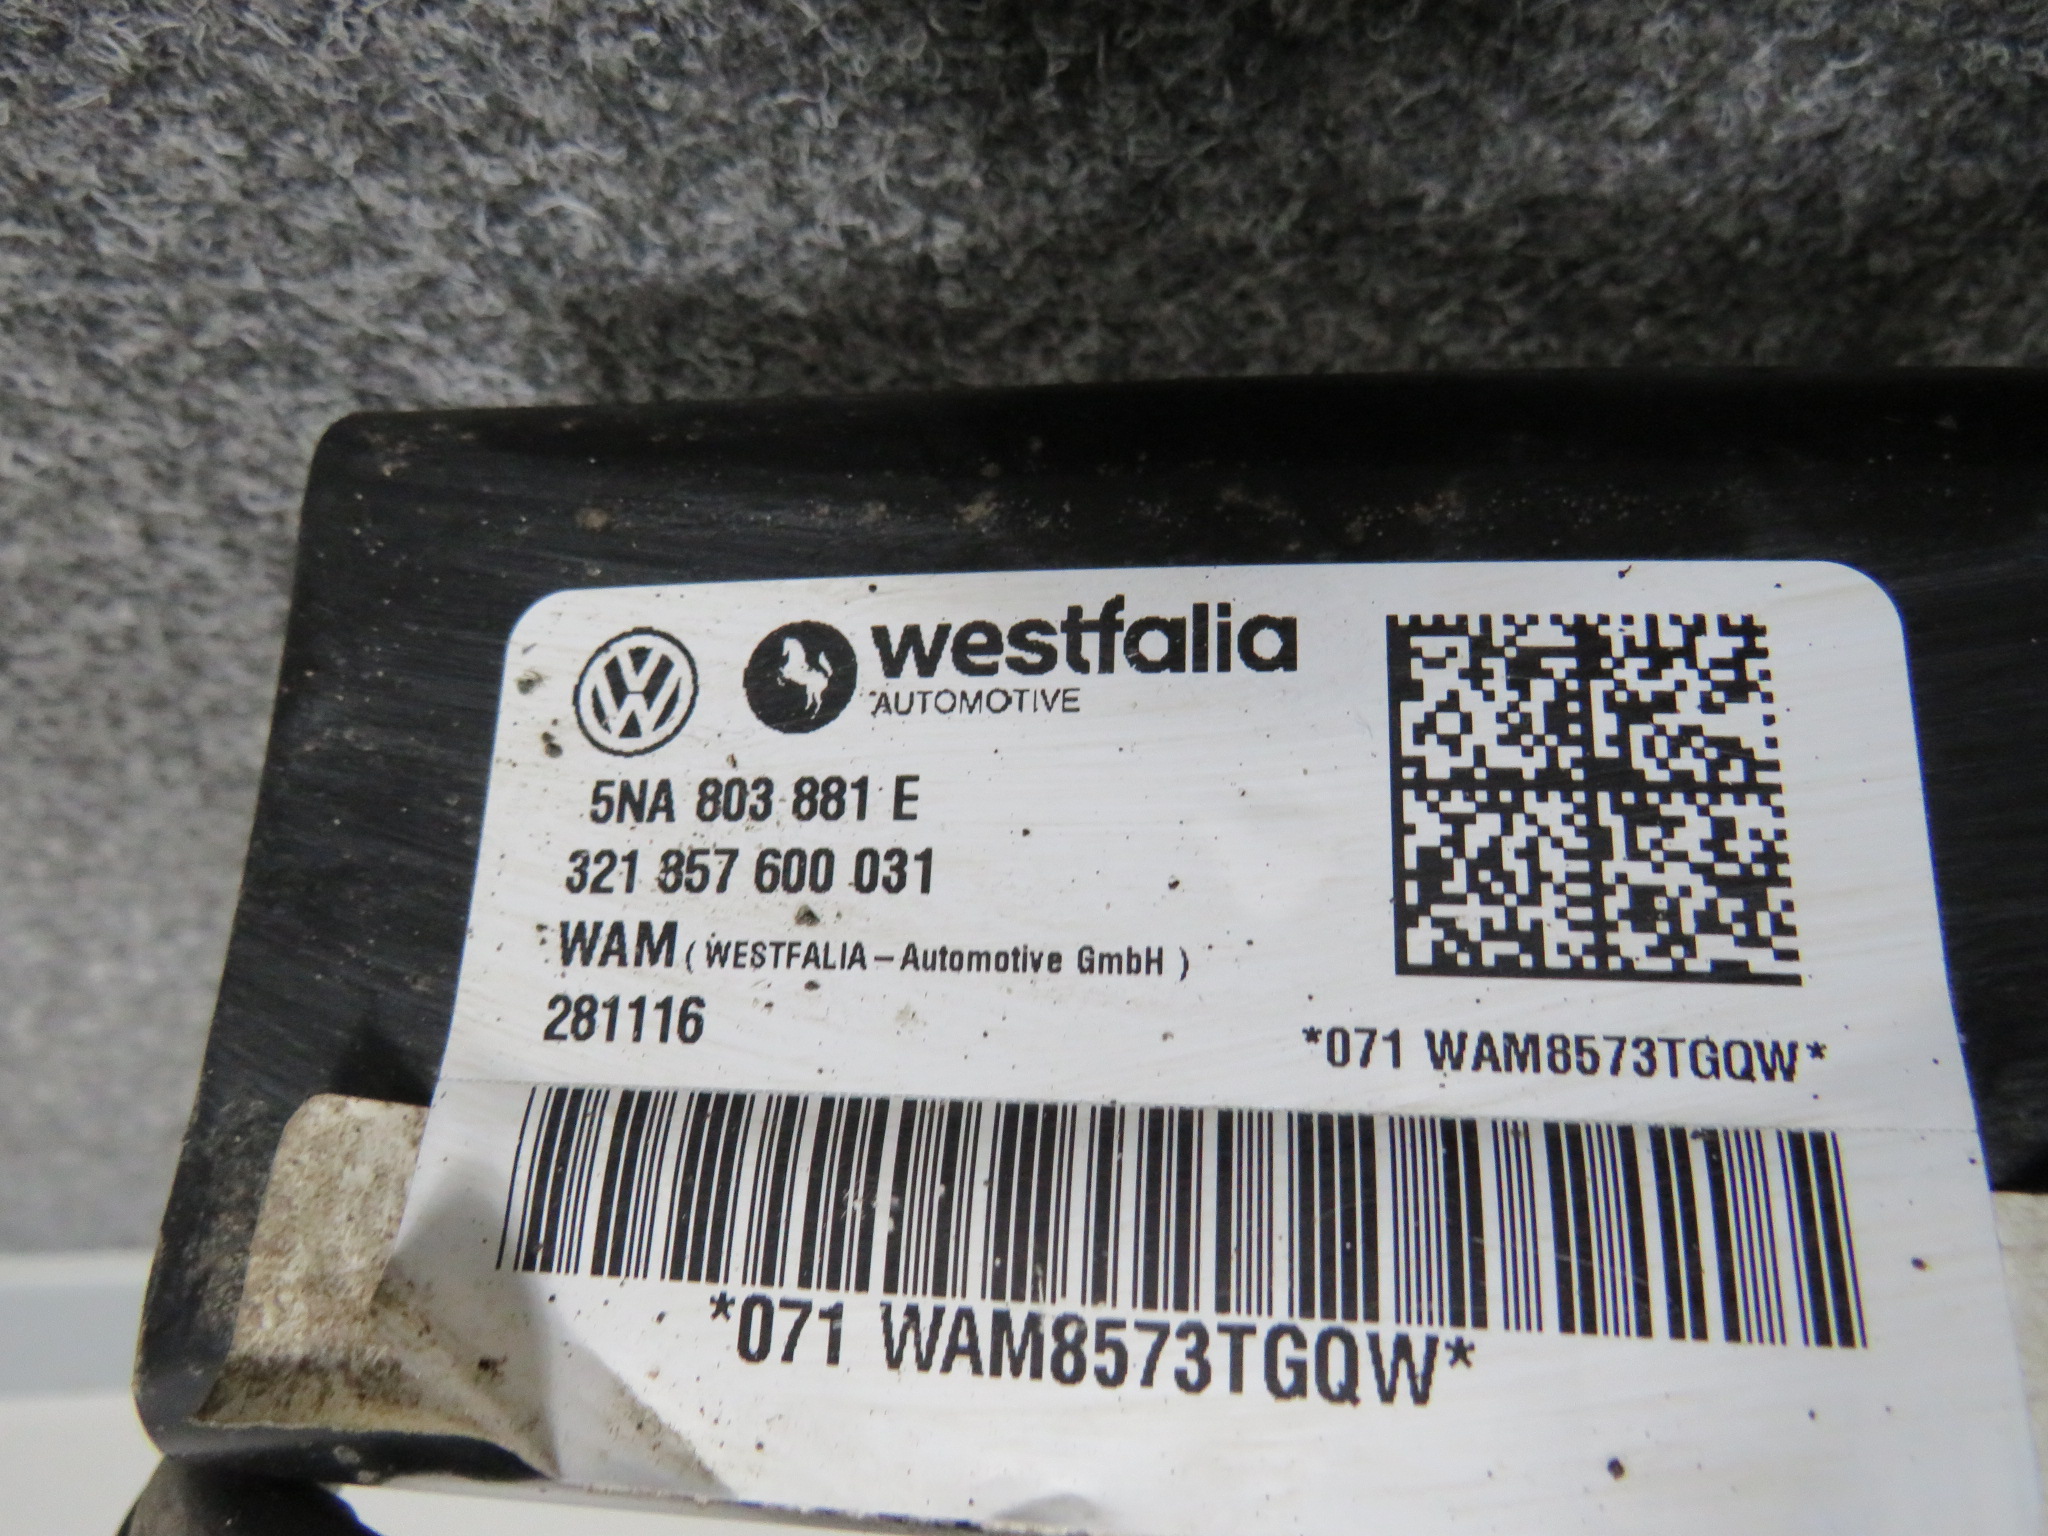 westfalia
AUTOMOTIVE
5NA 803 881 E
321 857 600 031
WAM ( WESTFALIA – Automotive GmbH )
281116
*071 WAM8573TGQW*
*071 WAM8573TGQW*